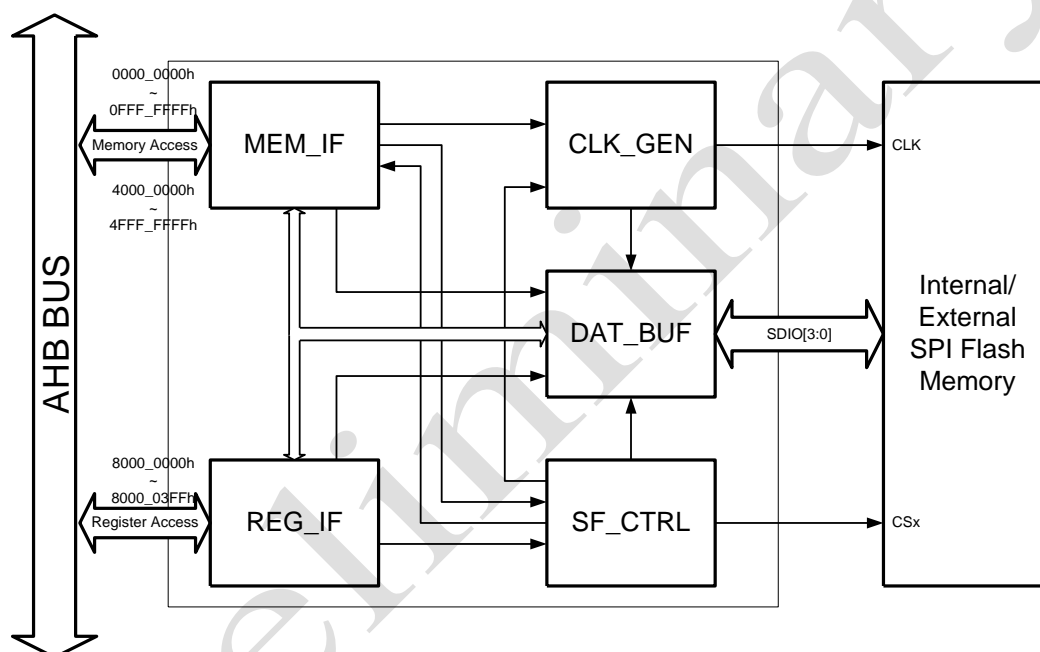 0000_0000h
~
0FFF_FFFFh
Memory Access
4000_0000h
~
4FFF_FFFFh
MEM_IF
CLK_GEN
CLK
AHB BUS
DAT_BUF
SDIO[3:0]
Internal/
External
SPI Flash
Memory
8000_0000h
~
8000_03FFh
Register Access
REG_IF
SF_CTRL
CSx
eliminary